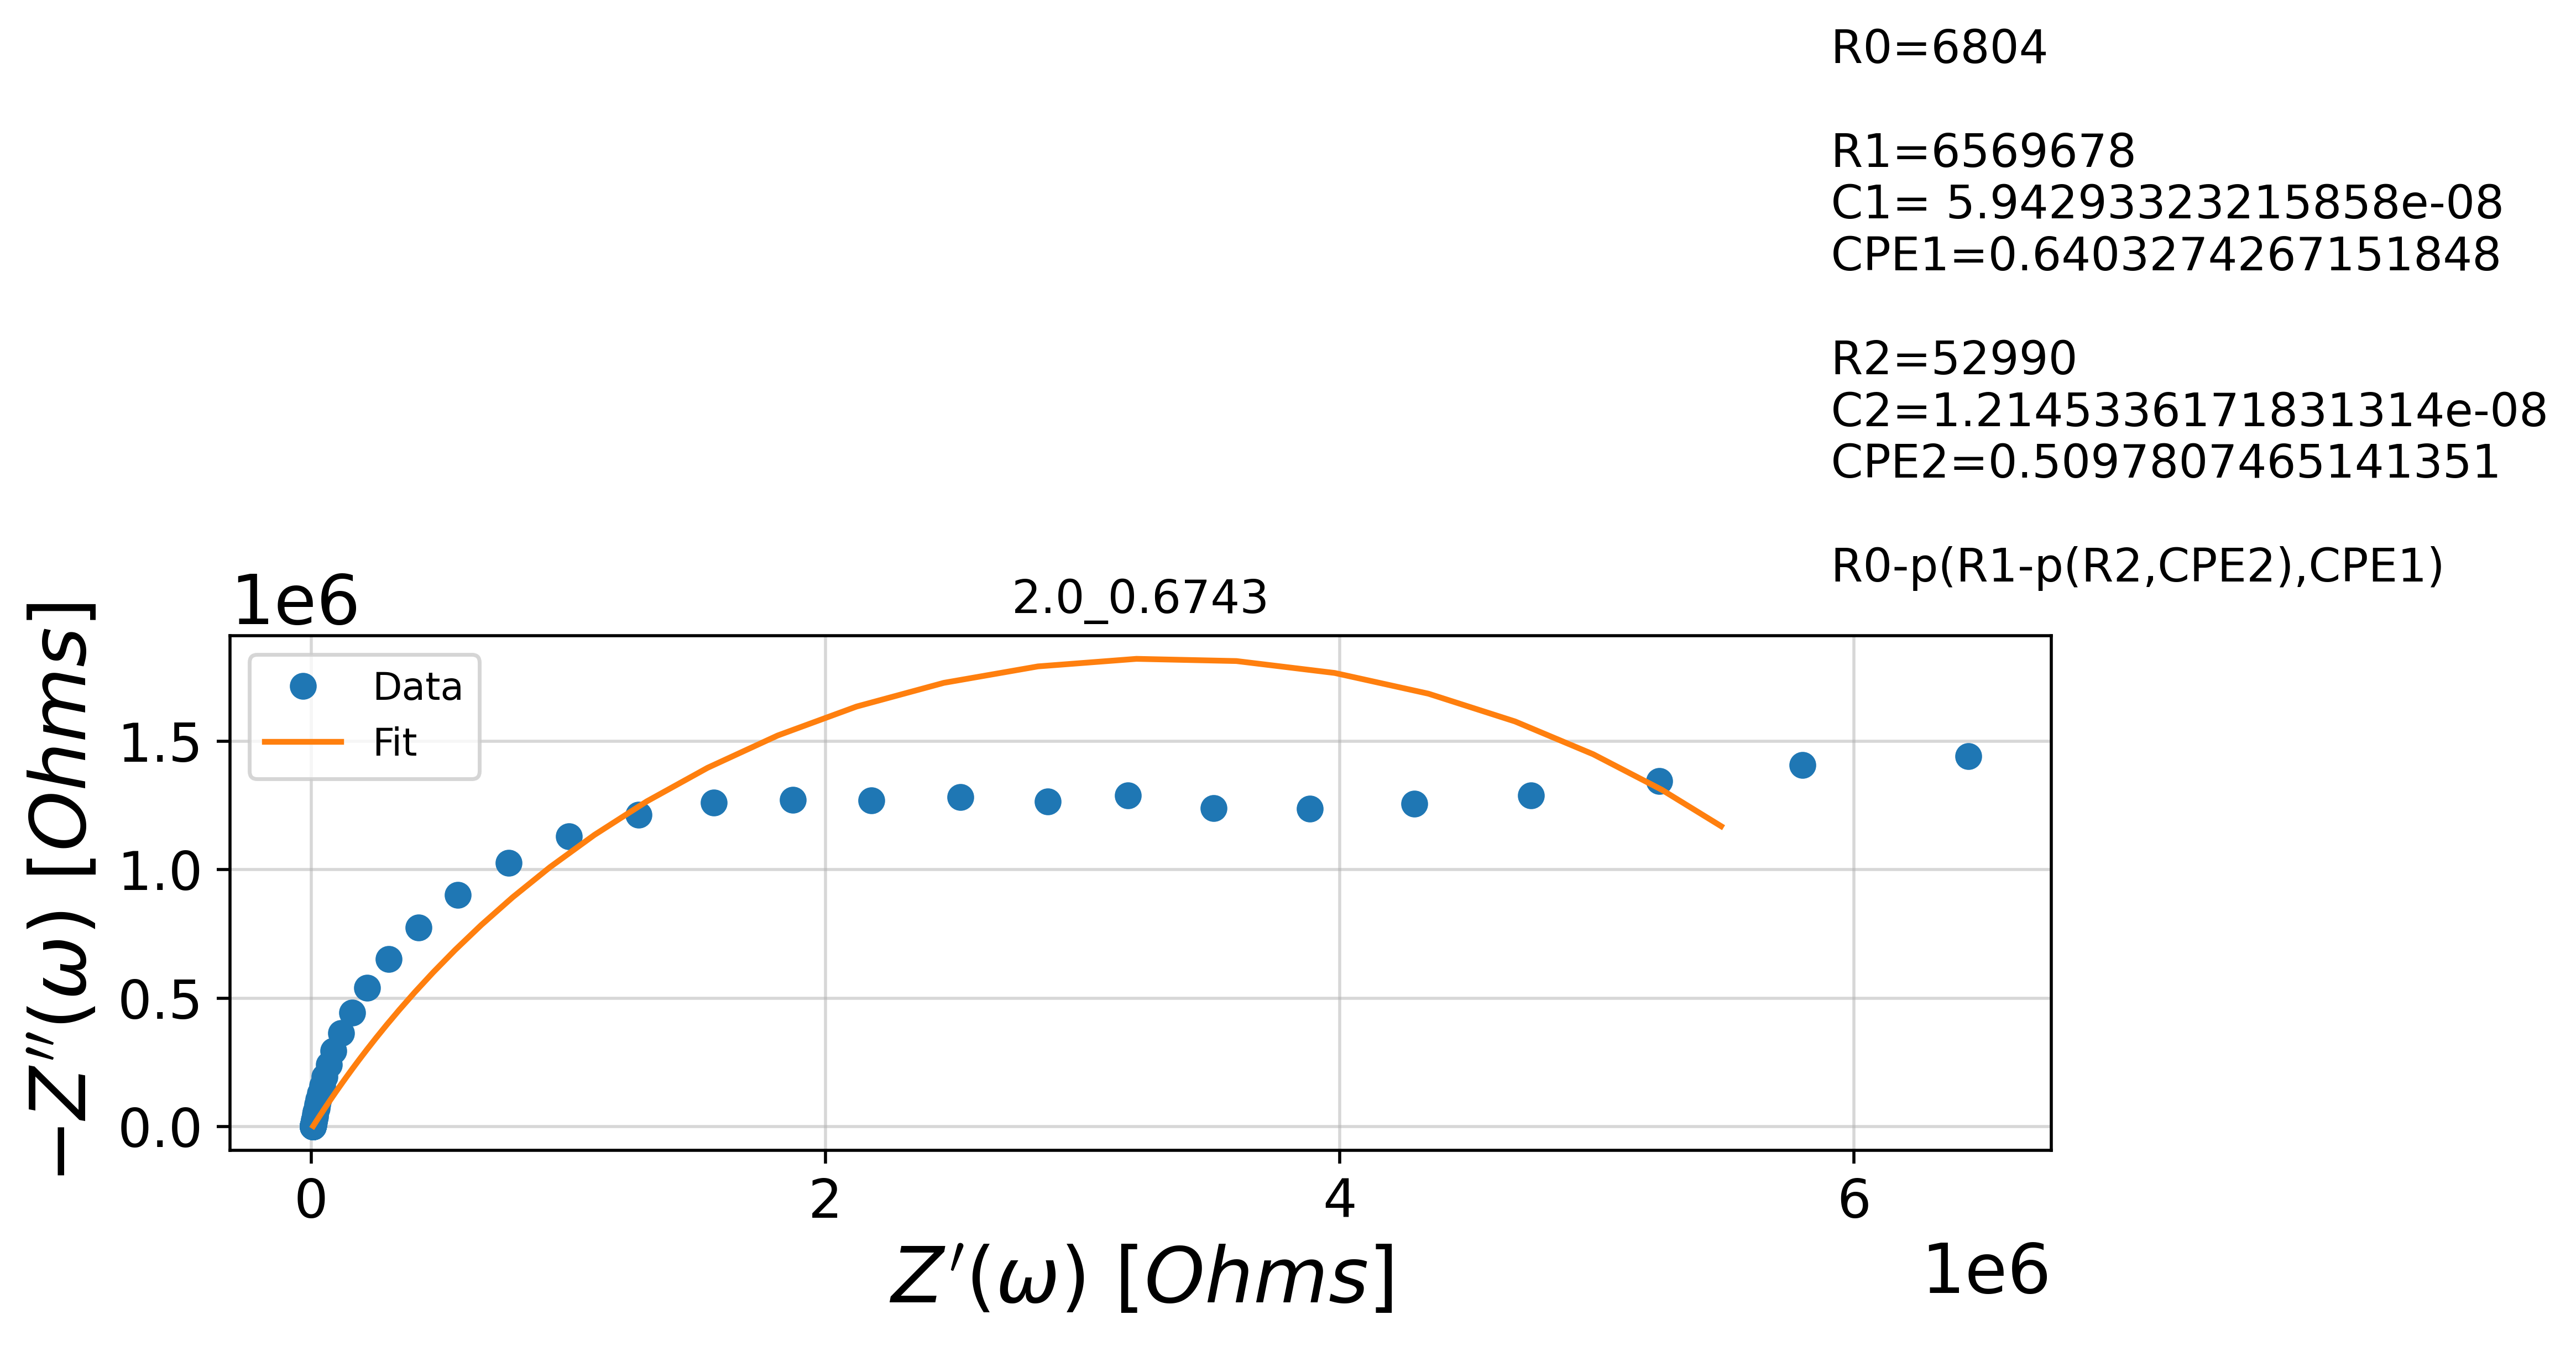 R0=6804
R1=6569678
C1= 5.94293323215858e-08
CPE1=0.6403274267151848
R2=52990
C2=1.2145336171831314e-08
CPE2=0.5097807465141351
R0-p(R1-p(R2,CPE2),CPE1)
2.0_0.6743
1e6
Data
Fit
1.5
1.0
0.5
0.0
−Z′′(ω) [Ohms]
0 2 4 6
Z′(ω) [Ohms]
1e6